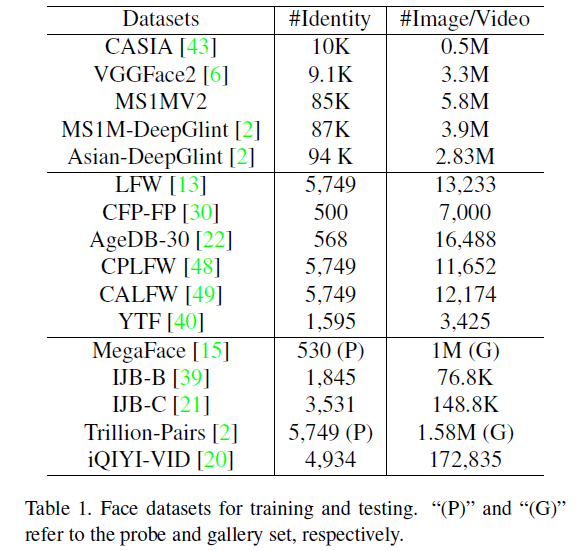 Datasets #Identity #Image/Video
CASIA [43] 10K 0.5M
VGGFace2 [6] 9.1K 3.3M
MS1MV2 85K 5.8M
MS1M-DeepGlint [2] 87K 3.9M
Asian-DeepGlint [2] 94 K 2.83M
LFW [13] 5,749 13,233
CFP-FP [30] 500 7,000
AgeDB-30 [22] 568 16,488
CPLFW [48] 5,749 11,652
CALFW [49] 5,749 12,174
YTF [40] 1,595 3,425
MegaFace [15] 530 (P) 1M (G)
IJB-B [39] 1,845 76.8K
IJB-C [21] 3,531 148.8K
Trillion-Pairs [2] 5,749 (P) 1.58M (G)
iQIYI-VID [20] 4,934 172,835
Table 1. Face datasets for training and testing. “(P)” and “(G)”
refer to the probe and gallery set, respectively.